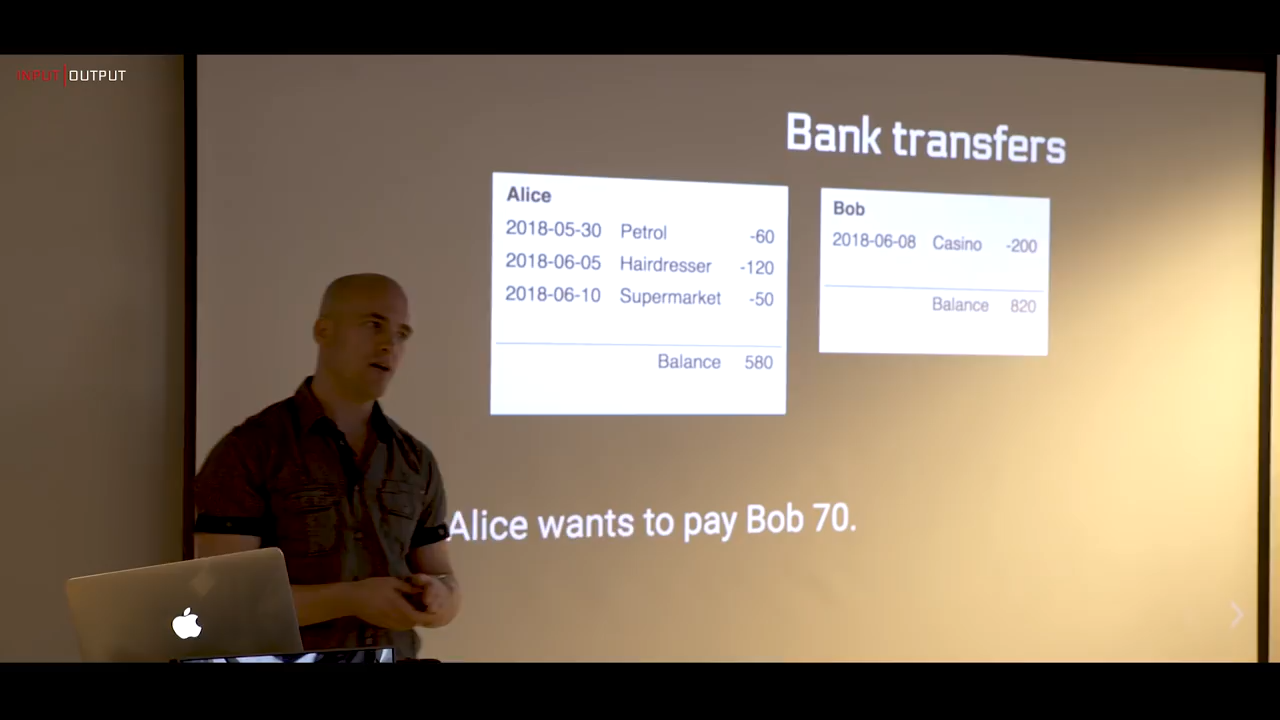 INPUT|OUTPUT
Bank transfers
Alice
2018-05-30 Petrol -60
2018-06-05 Hairdresser -120
2018-06-10 Supermarket -50
Balance 580
Bob
2018-06-08 Casino -200
Balance 820
Alice wants to pay Bob 70.